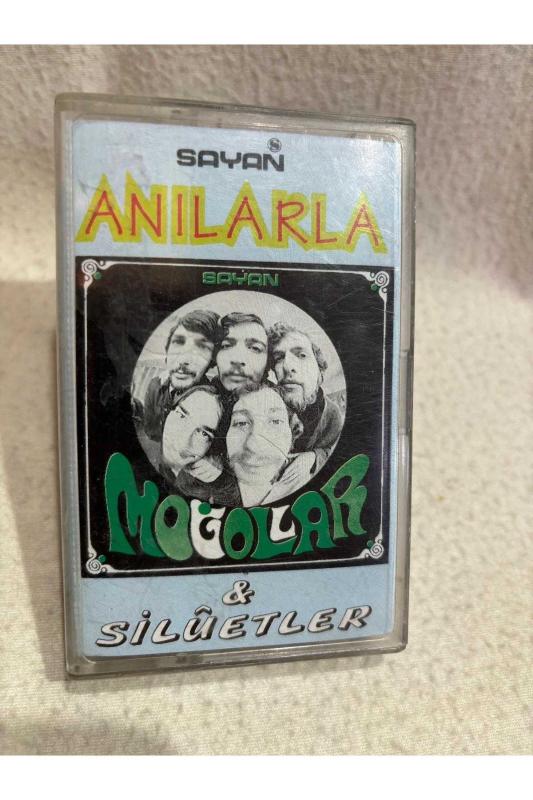 S
SAYAN
ANILARLA
SAYAN
MOĞOLLAR
&
SİLÛETLER